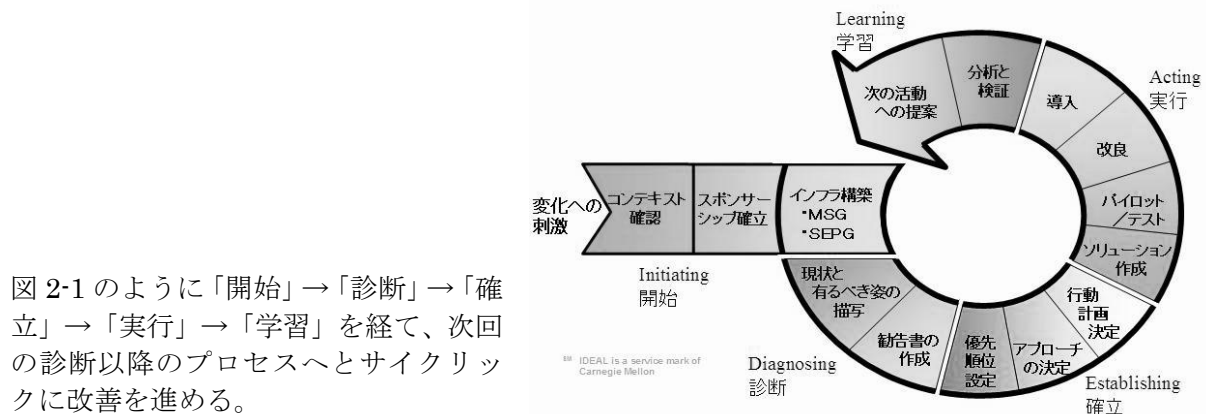 Learning
学習
分析と
検証
次の活動
への提案
導入
Acting
実行
改良
パイロット
／テスト
ソリューション
作成
変化への
刺激
コンテキスト
確認
スポンサー
シップ確立
インフラ構築
・MSG
・SEPG
Initiating
開始
現状と
有るべき姿の
描写
勧告書の
作成
優先
順位
設定
アプローチ
の決定
行動
計画
決定
Diagnosing
診断
Establishing
確立
SM IDEAL is a service mark of
Carnegie Mellon
図 2-1 のように「開始」→「診断」→「確
立」→「実行」→「学習」を経て、次回
の診断以降のプロセスへとサイクリッ
クに改善を進める。